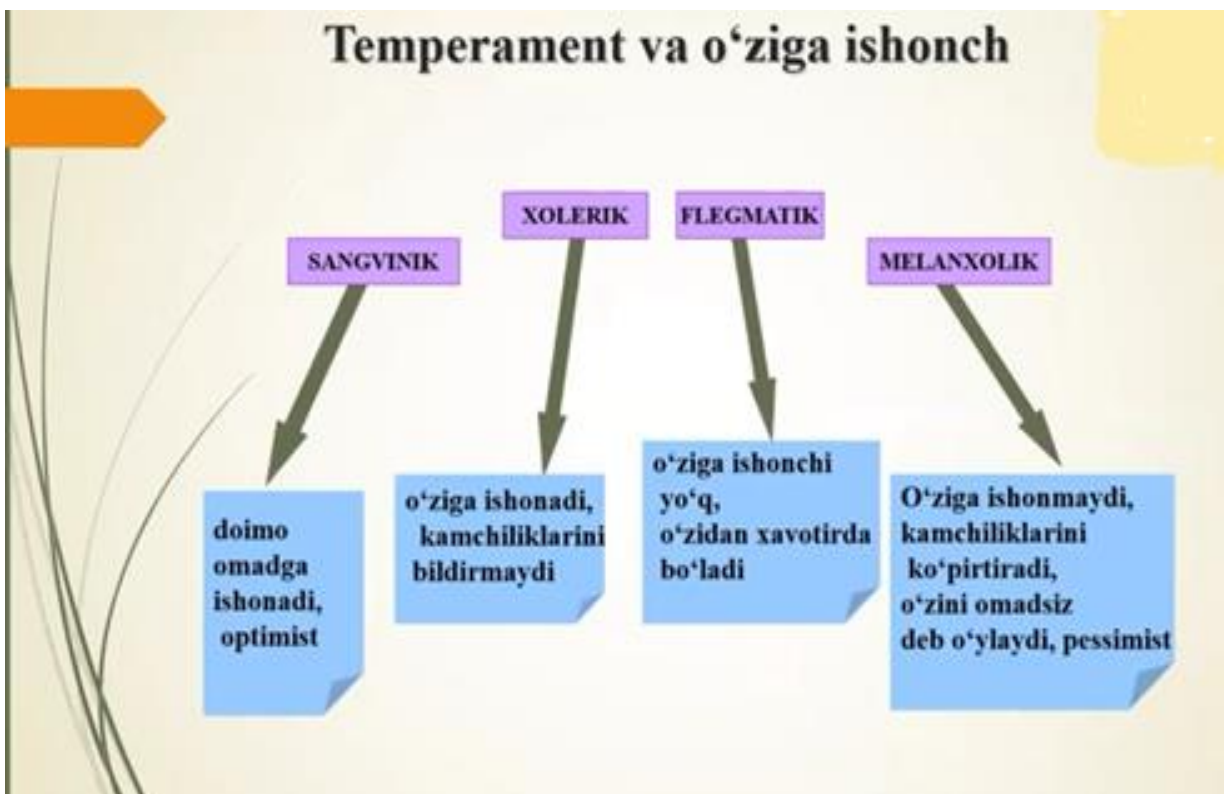 Temperament va o‘ziga ishonch
SANGVINIK
XOLERIK
FLEGMATIK
MELANXOLIK
doimo
omadga
ishonadi,
optimist
o‘ziga ishonadi,
kamchiliklarini
bildirmaydi
o‘ziga ishonchi
yo‘q,
o‘zidan xavotirda
bo‘ladi
O‘ziga ishonmaydi,
kamchiliklarini
ko‘pirtiradi,
o‘zini omadsiz
deb o‘ylaydi, pessimist